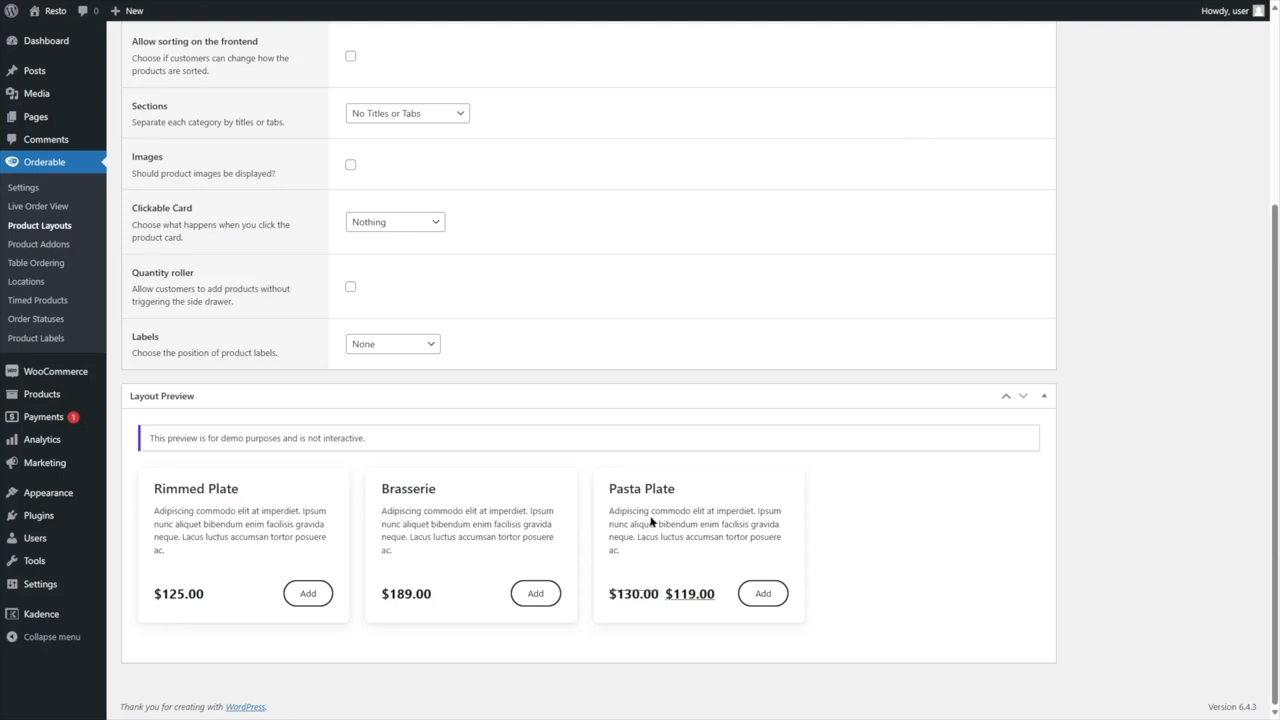 Resto
0
New
Howdy, user
Dashboard
Posts
Media
Pages
Comments
Orderable
Settings
Live Order View
Product Layouts
Product Addons
Table Ordering
Locations
Timed Products
Order Statuses
Product Labels
WooCommerce
Products
Payments 1
Analytics
Marketing
Appearance
Plugins
Users
Tools
Settings
Kadence
Collapse menu
Allow sorting on the frontend
Choose if customers can change how the
products are sorted.
Sections
Separate each category by titles or tabs.
No Titles or Tabs
Images
Should product images be displayed?
Clickable Card
Choose what happens when you click the
product card.
Nothing
Quantity roller
Allow customers to add products without
triggering the side drawer.
Labels
Choose the position of product labels.
None
Layout Preview
This preview is for demo purposes and is not interactive.
Rimmed Plate
Adipiscing commodo elit at imperdiet. Ipsum
nunc aliquet bibendum enim facilisis gravida
neque. Lacus luctus accumsan tortor posuere
ac.
$125.00
Add
Brasserie
Adipiscing commodo elit at imperdiet. Ipsum
nunc aliquet bibendum enim facilisis gravida
neque. Lacus luctus accumsan tortor posuere
ac.
$189.00
Add
Pasta Plate
Adipiscing commodo elit at imperdiet. Ipsum
nunc aliquet bibendum enim facilisis gravida
neque. Lacus luctus accumsan tortor posuere
ac.
$130.00 $119.00
Add
Thank you for creating with WordPress.
Version 6.4.3